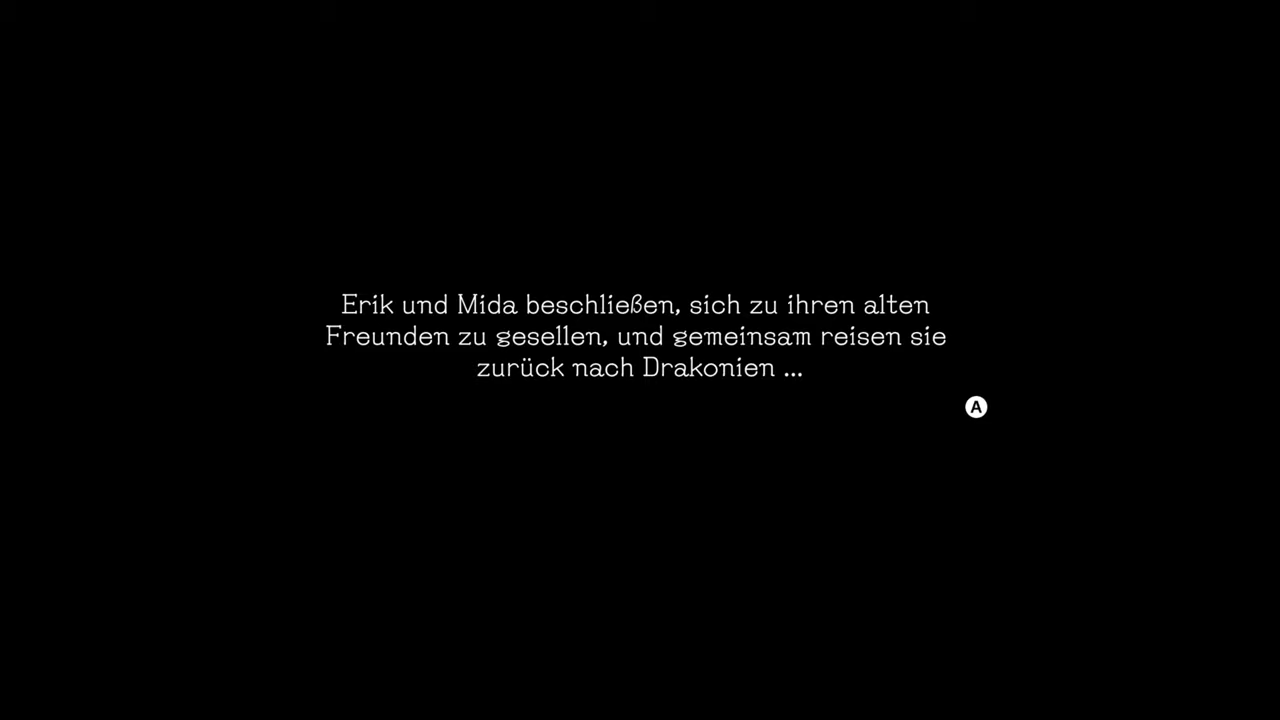 Erik und Mida beschließen, sich zu ihren alten
Freunden zu gesellen, und gemeinsam reisen sie
zurück nach Drakonien ...
A